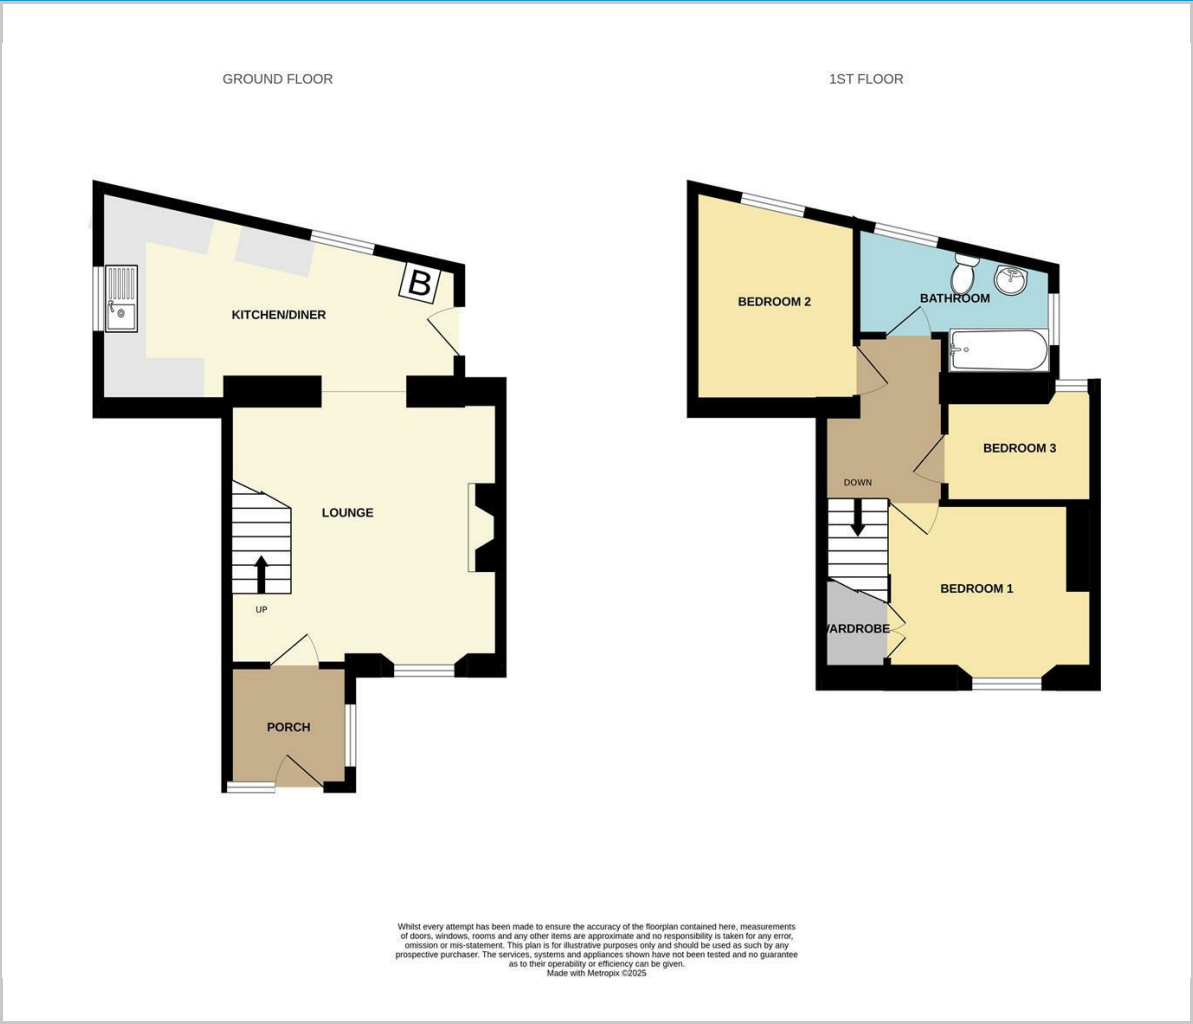 GROUND FLOOR
1ST FLOOR
B
KITCHEN/DINER
LOUNGE
UP
PORCH
BEDROOM 2
BATHROOM
BEDROOM 3
DOWN
BEDROOM 1
WARDROBE
Whilst every attempt has been made to ensure the accuracy of the floorplan contained here, measurements
of doors, windows, rooms and any other items are approximate and no responsibility is taken for any error,
omission or mis-statement. This plan is for illustrative purposes only and should be used as such by any
prospective purchaser. The services, systems and appliances shown have not been tested and no guarantee
as to their operability or efficiency can be given.
Made with Metropix ©2025